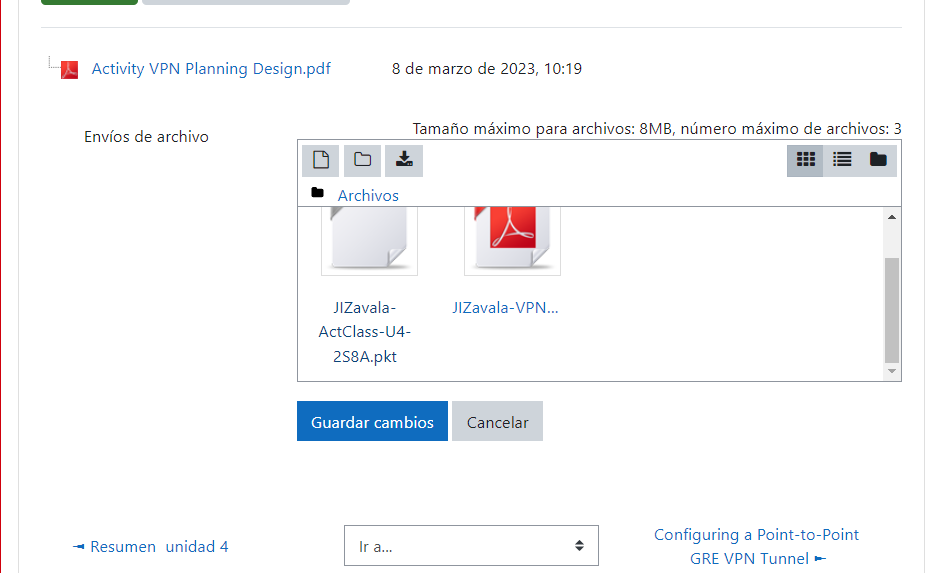 Activity VPN Planning Design.pdf 8 de marzo de 2023, 10:19
Envíos de archivo
Tamaño máximo para archivos: 8MB, número máximo de archivos: 3
Archivos
JIZavala-
ActClass-U4-
2S8A.pkt
JIZavala-VPN...
Guardar cambios Cancelar
◄ Resumen unidad 4
Ir a...
Configuring a Point-to-Point
GRE VPN Tunnel ►